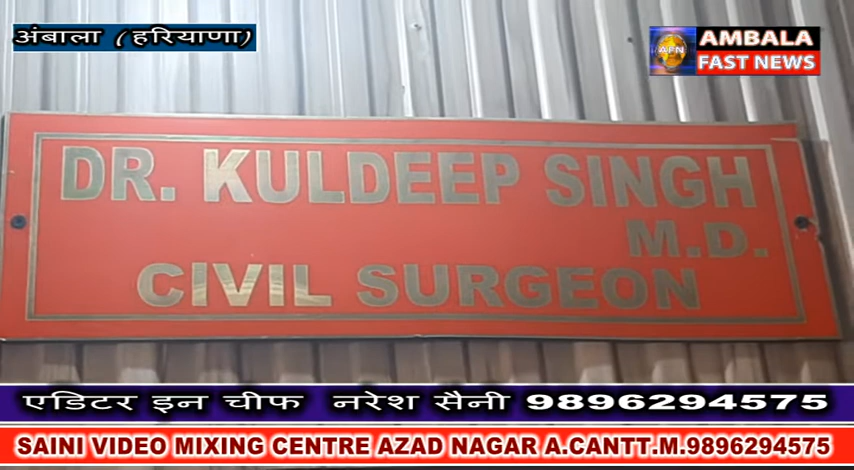 अंबाला (हरियाणा)
AFN
AMBALA
FAST NEWS
DR. KULDEEP SINGH
M.D.
CIVIL SURGEON
एडिटर इन चीफ नरेश सैनी 9896294575
SAINI VIDEO MIXING CENTRE AZAD NAGAR A.CANTT.M.9896294575